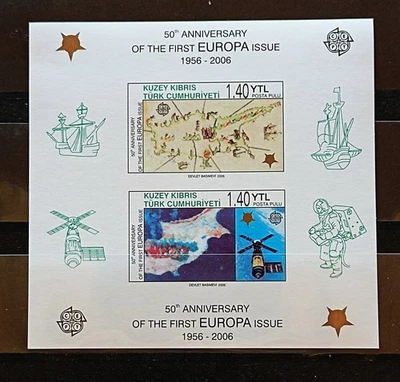 50th ANNIVERSARY
OF THE FIRST EUROPA ISSUE
1956 - 2006
KUZEY KIBRIS
TÜRK CUMHURİYETİ
1.40 YTL
POSTA PULU
50th ANNIVERSARY
OF THE FIRST EUROPA ISSUE
DEVLET BASIMEVİ 2006
KUZEY KIBRIS
TÜRK CUMHURİYETİ
1.40 YTL
POSTA PULU
50th ANNIVERSARY
OF THE FIRST EUROPA ISSUE
DEVLET BASIMEVİ 2006
50th ANNIVERSARY
OF THE FIRST EUROPA ISSUE
1956 - 2006